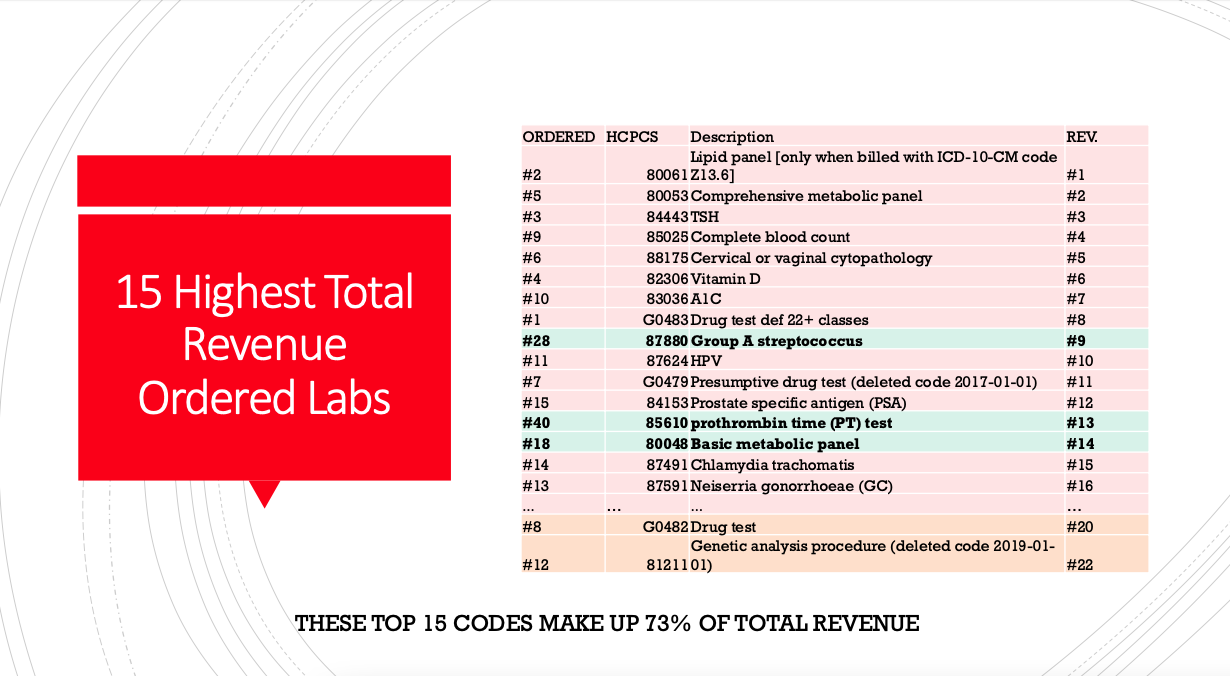 15 Highest Total
Revenue
Ordered Labs
ORDERED HCPCS Description REV.
Lipid panel [only when billed with ICD-10-CM code
#2 80061 Z13.6] #1
#5 80053 Comprehensive metabolic panel #2
#3 84443 TSH #3
#9 85025 Complete blood count #4
#6 88175 Cervical or vaginal cytopathology #5
#4 82306 Vitamin D #6
#10 83036 A1C #7
#1 G0483 Drug test def 22+ classes #8
#28 87880 Group A streptococcus #9
#11 87624 HPV #10
#7 G0479 Presumptive drug test (deleted code 2017-01-01) #11
#15 84153 Prostate specific antigen (PSA) #12
#40 85610 prothrombin time (PT) test #13
#18 80048 Basic metabolic panel #14
#14 87491 Chlamydia trachomatis #15
#13 87591 Neiserria gonorrhoeae (GC) #16
... ... ... ...
#8 G0482 Drug test #20
Genetic analysis procedure (deleted code 2019-01-
#12 81211 01) #22
THESE TOP 15 CODES MAKE UP 73% OF TOTAL REVENUE